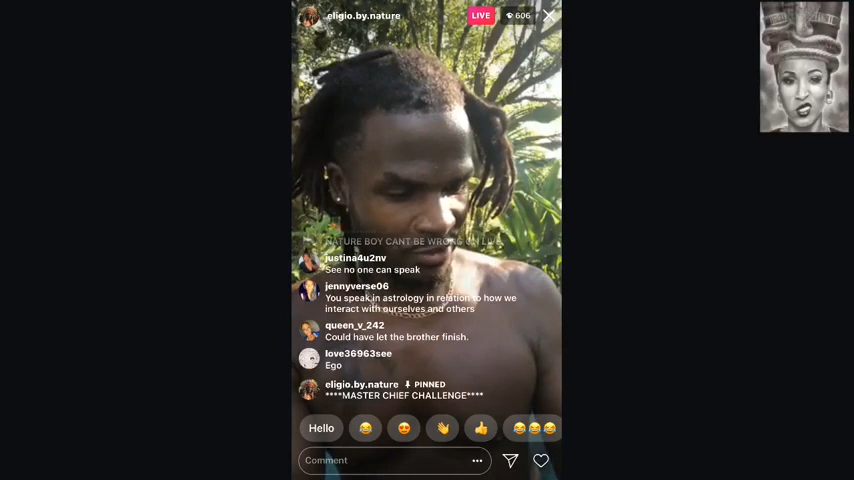 eligio.by.nature
LIVE
606
NATURE BOY CANT BE WRONG ON LIVE
justina4u2nv
See no one can speak
jennyverse06
You speak in astrology in relation to how we
interact with ourselves and others
queen_v_242
Could have let the brother finish.
love36963see
Ego
eligio.by.nature PINNED
****MASTER CHIEF CHALLENGE****
Hello
Comment